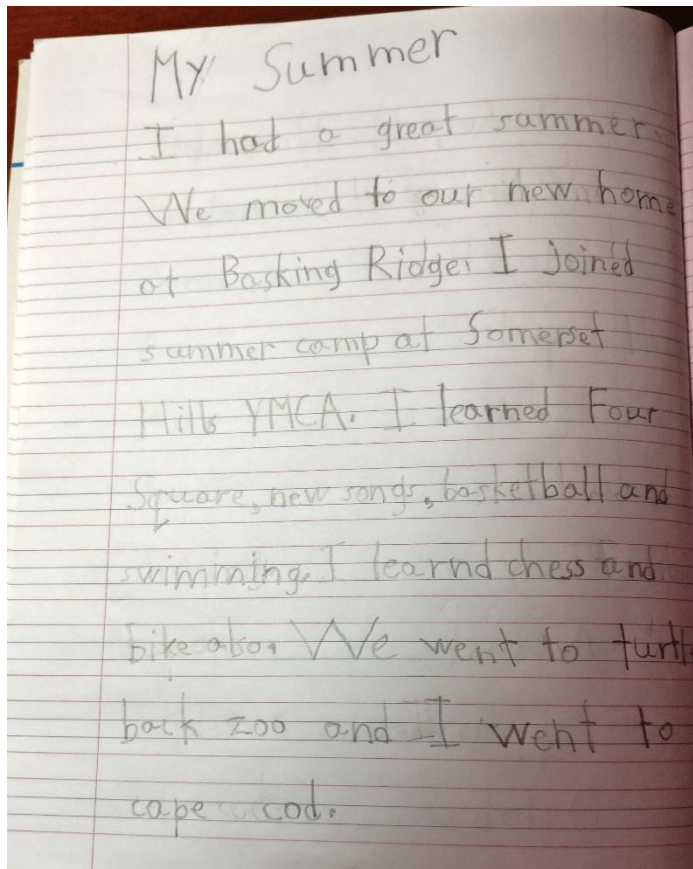 My Summer
I had a great summer.
We moved to our new home
at Basking Ridge. I joined
summer camp at Somerset
Hills YMCA. I learned Four
Square, new songs, basketball and
swimming. I learnd chess and
bike also. We went to turtl
back zoo and I went to
cape cod.